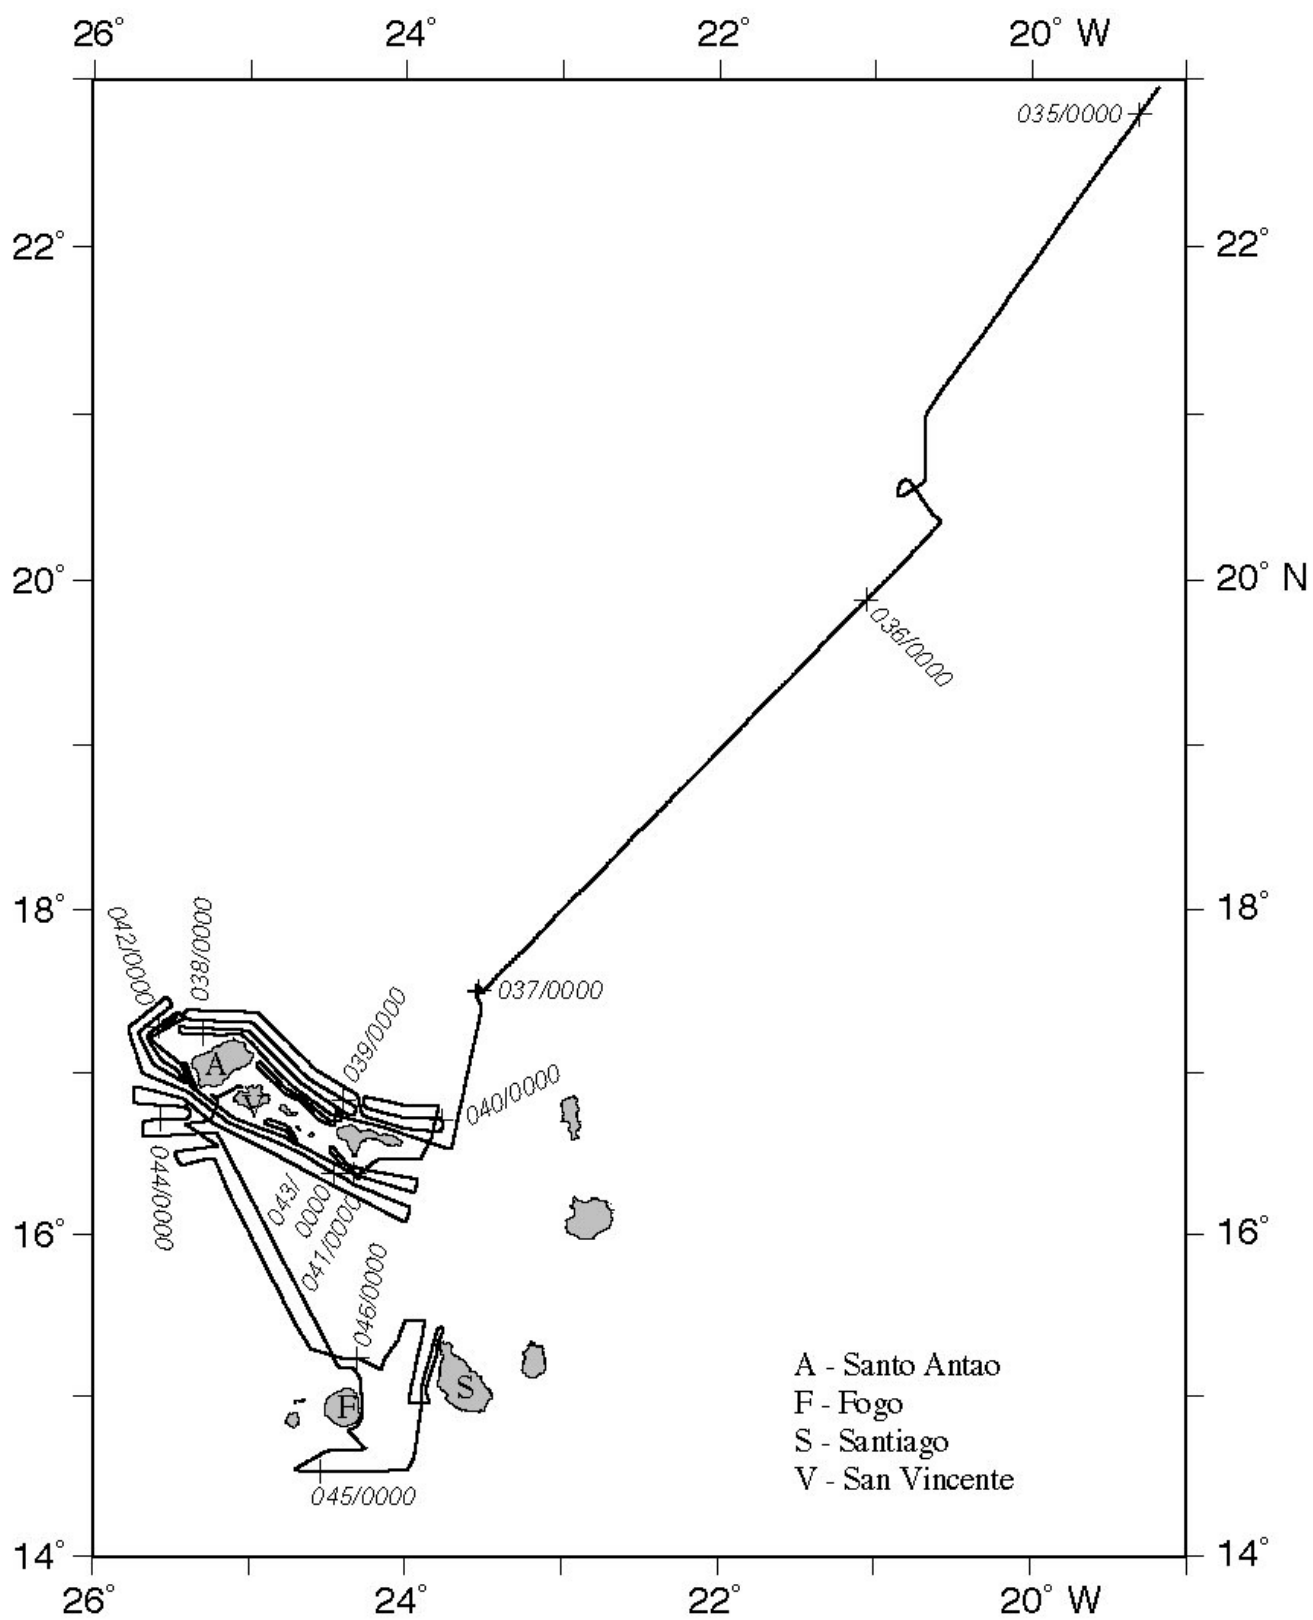 26° 24° 22° 20° W
035/0000
22° 22°
20° 20° N
036/0000
18° 18°
042/0000
038/0000
037/0000
039/0000
040/0000
A
V
044/0000
043/
0000
041/0000
16° 16°
046/0000
A - Santo Antao
S
F
F - Fogo
S - Santiago
V - San Vincente
045/0000
14° 14°
26° 24° 22° 20° W